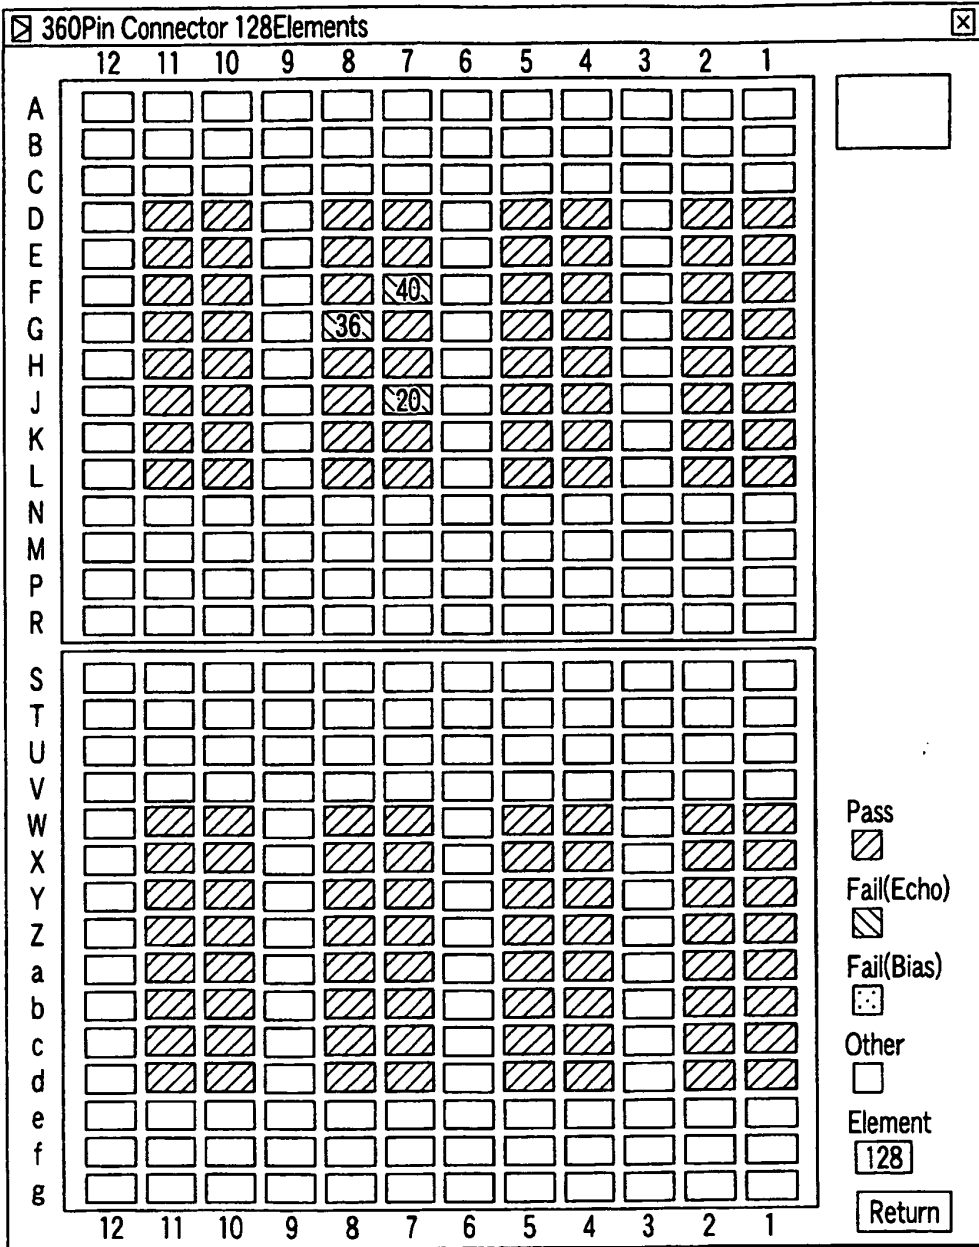 360Pin Connector 128Elements
12 11 10 9 8 7 6 5 4 3 2 1
A
B
C
D
E
F 40
G 36
H
J 20
K
L
N
M
P
R
S
T
U
V
W
X
Y
Z
a
b
c
d
e
f
g
12 11 10 9 8 7 6 5 4 3 2 1
Pass
Fail(Echo)
Fail(Bias)
Other
Element
128
Return